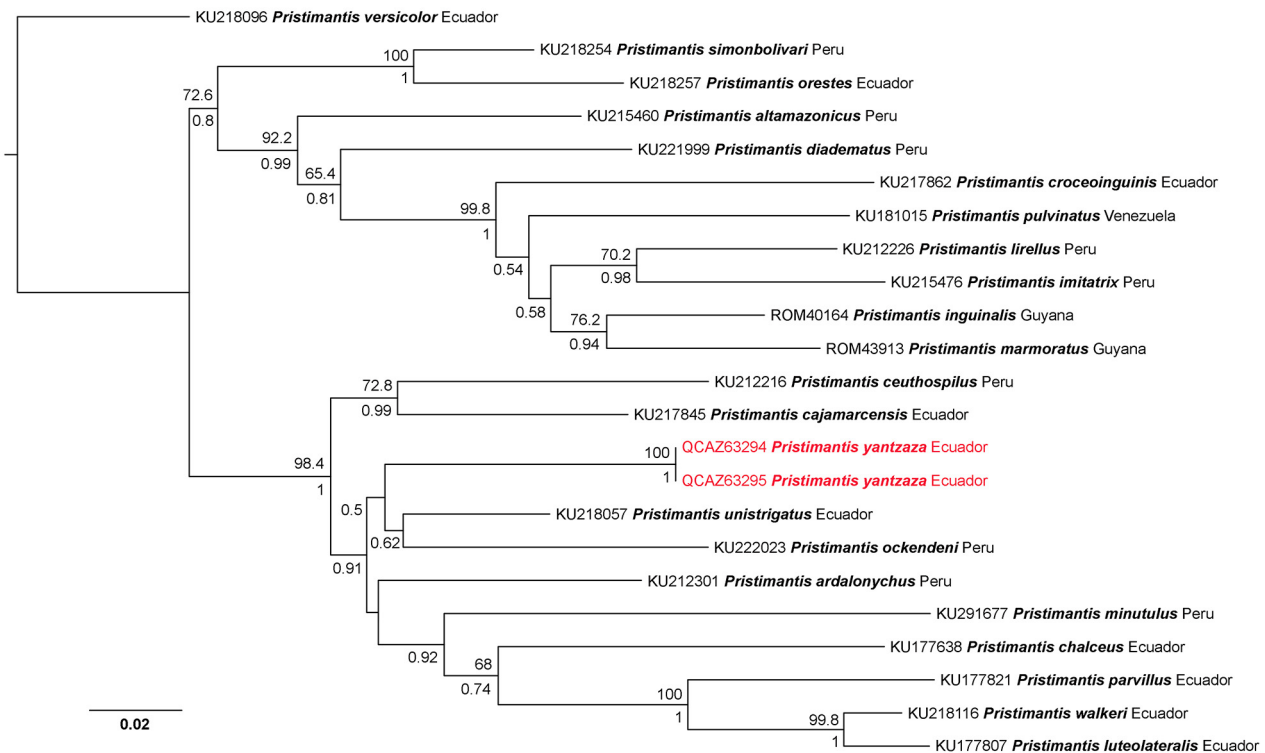 KU218096 Pristimantis versicolor Ecuador
KU218254 Pristimantis simonbolivari Peru
100
1
KU218257 Pristimantis orestes Ecuador
72.6
0.8
KU215460 Pristimantis altamazonicus Peru
92.2
0.99
KU221999 Pristimantis diadematus Peru
65.4
0.81
KU217862 Pristimantis croceoinguinis Ecuador
99.8
1
KU181015 Pristimantis pulvinatus Venezuela
0.54
KU212226 Pristimantis lirellus Peru
70.2
0.98
KU215476 Pristimantis imitatrix Peru
0.58
ROM40164 Pristimantis inguinalis Guyana
76.2
0.94
ROM43913 Pristimantis marmoratus Guyana
KU212216 Pristimantis ceuthospilus Peru
72.8
0.99
KU217845 Pristimantis cajamarcensis Ecuador
98.4
1
QCAZ63294 Pristimantis yantzaza Ecuador
100
1
QCAZ63295 Pristimantis yantzaza Ecuador
0.5
KU218057 Pristimantis unistrigatus Ecuador
0.62
KU222023 Pristimantis ockendeni Peru
0.91
KU212301 Pristimantis ardalonychus Peru
KU291677 Pristimantis minutulus Peru
0.92
KU177638 Pristimantis chalceus Ecuador
68
0.74
KU177821 Pristimantis parvillus Ecuador
100
1
KU218116 Pristimantis walkeri Ecuador
99.8
1
KU177807 Pristimantis luteolateralis Ecuador
0.02